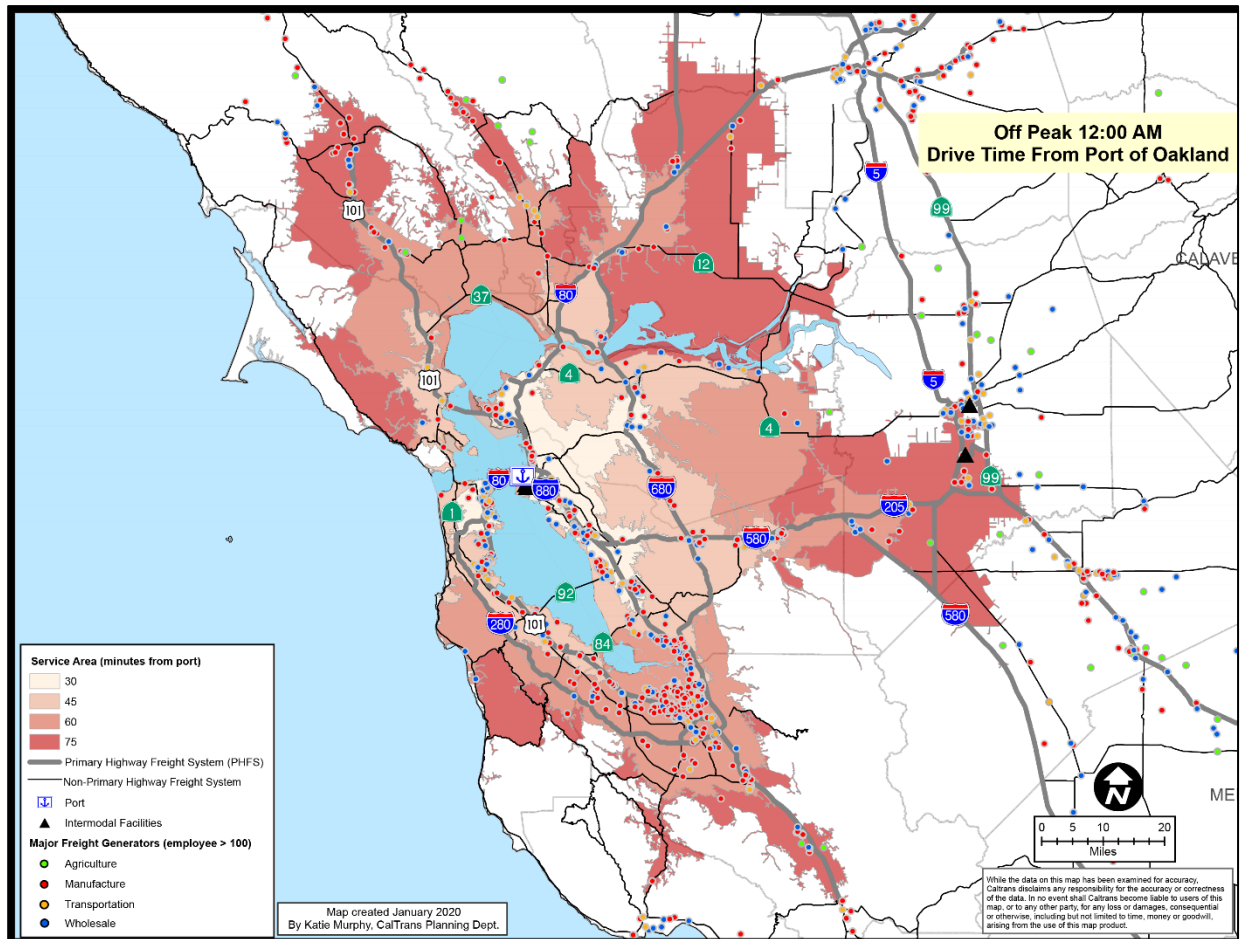 Off Peak 12:00 AM
Drive Time From Port of Oakland
5
99
101
12
CALAVE
37
80
101
4
5
4
80
880
680
99
205
1
580
92
280
101
84
580
ME
N
0 5 10 20
Miles
Service Area (minutes from port)
30
45
60
75
Primary Highway Freight System (PHFS)
Non-Primary Highway Freight System
Port
Intermodal Facilities
Major Freight Generators (employee > 100)
Agriculture
Manufacture
Transportation
Wholesale
Map created January 2020
By Katie Murphy, CalTrans Planning Dept.
While the data on this map has been examined for accuracy,
Caltrans disclaims any responsibility for the accuracy or correctness
of the data. In no event shall Caltrans become liable to users of this
map, or to any other party, for any loss or damages, consequential
or otherwise, including but not limited to time, money or goodwill,
arising from the use of this map product.